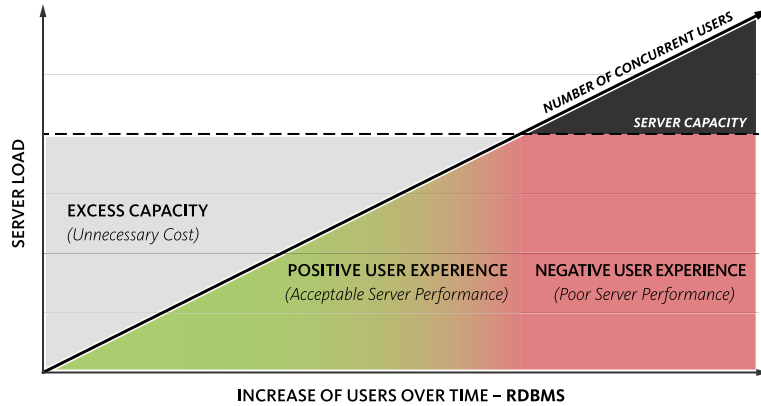 NUMBER OF CONCURRENT USERS
SERVER CAPACITY
SERVER LOAD
EXCESS CAPACITY
(Unnecessary Cost)
POSITIVE USER EXPERIENCE
(Acceptable Server Performance)
NEGATIVE USER EXPERIENCE
(Poor Server Performance)
INCREASE OF USERS OVER TIME – RDBMS